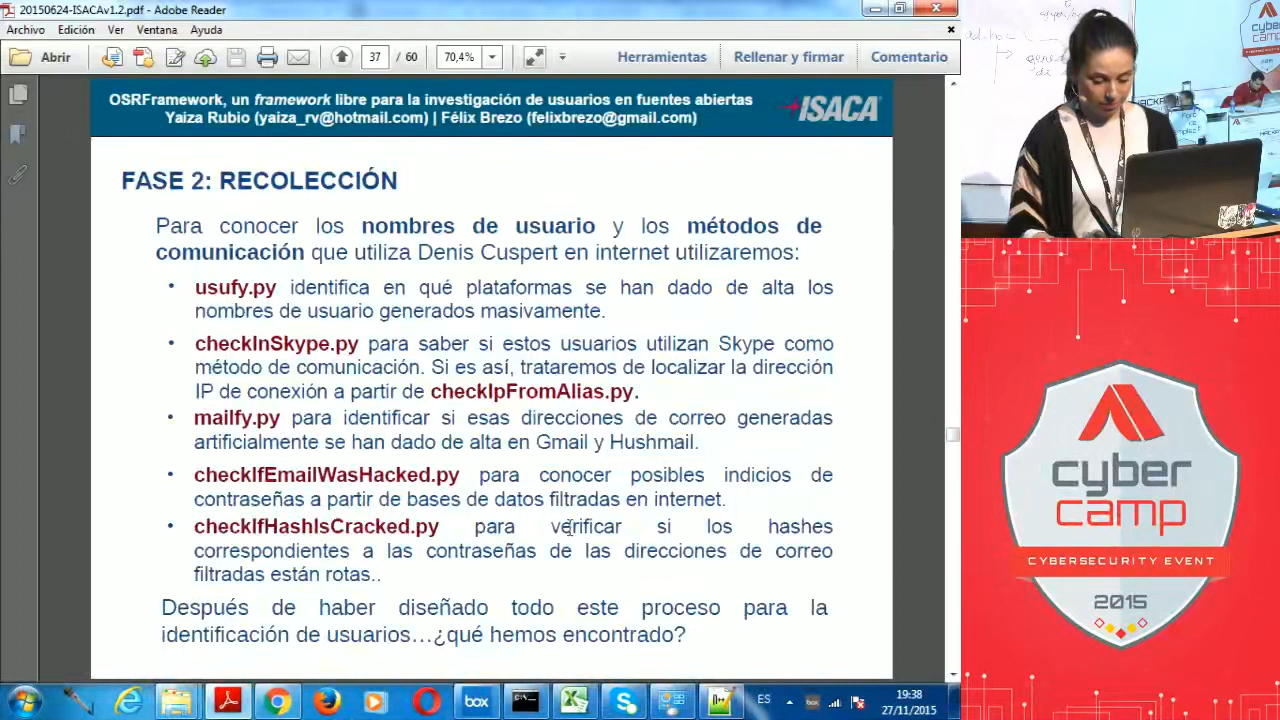 20150624-ISACAv1.2.pdf - Adobe Reader
Archivo Edición Ver Ventana Ayuda
Abrir 37 / 60 70,4% Herramientas Rellenar y firmar Comentario
OSRFramework, un framework libre para la investigación de usuarios en fuentes abiertas
Yaiza Rubio (yaiza_rv@hotmail.com) | Félix Brezo (felixbrezo@gmail.com)
ISACA
FASE 2: RECOLECCIÓN
Para conocer los nombres de usuario y los métodos de
comunicación que utiliza Denis Cuspert en internet utilizaremos:
• usufy.py identifica en qué plataformas se han dado de alta los
nombres de usuario generados masivamente.
• checkInSkype.py para saber si estos usuarios utilizan Skype como
método de comunicación. Si es así, trataremos de localizar la dirección
IP de conexión a partir de checkIpFromAlias.py.
• mailfy.py para identificar si esas direcciones de correo generadas
artificialmente se han dado de alta en Gmail y Hushmail.
• checkIfEmailWasHacked.py para conocer posibles indicios de
contraseñas a partir de bases de datos filtradas en internet.
• checkIfHashIsCracked.py para verificar si los hashes
correspondientes a las contraseñas de las direcciones de correo
filtradas están rotas..
Después de haber diseñado todo este proceso para la
identificación de usuarios…¿qué hemos encontrado?
box
ES
box
19:38
27/11/2015
cyber
camp
CYBERSECURITY EVENT
2015